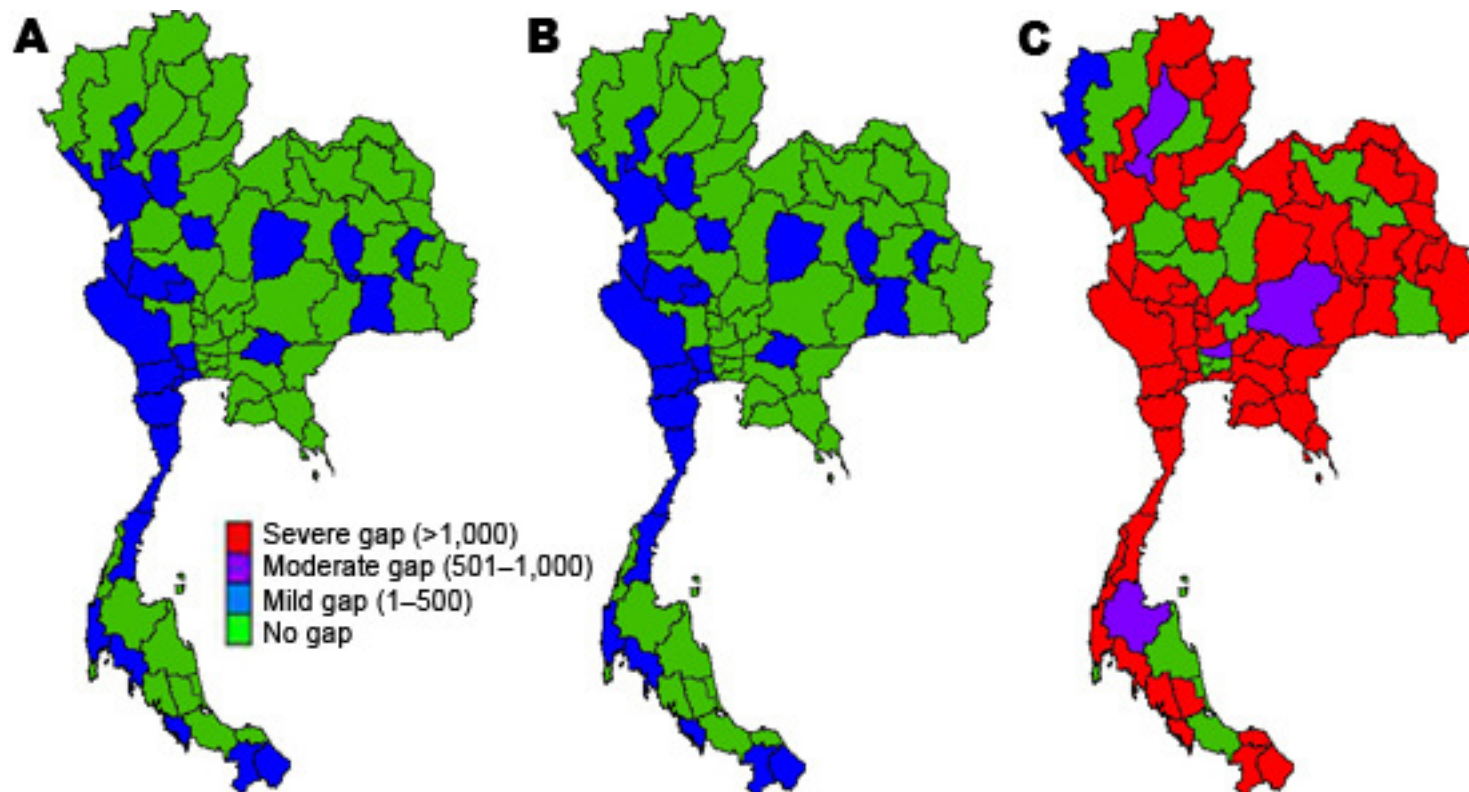 A
B
C
Severe gap (>1,000)
Moderate gap (501–1,000)
Mild gap (1–500)
No gap